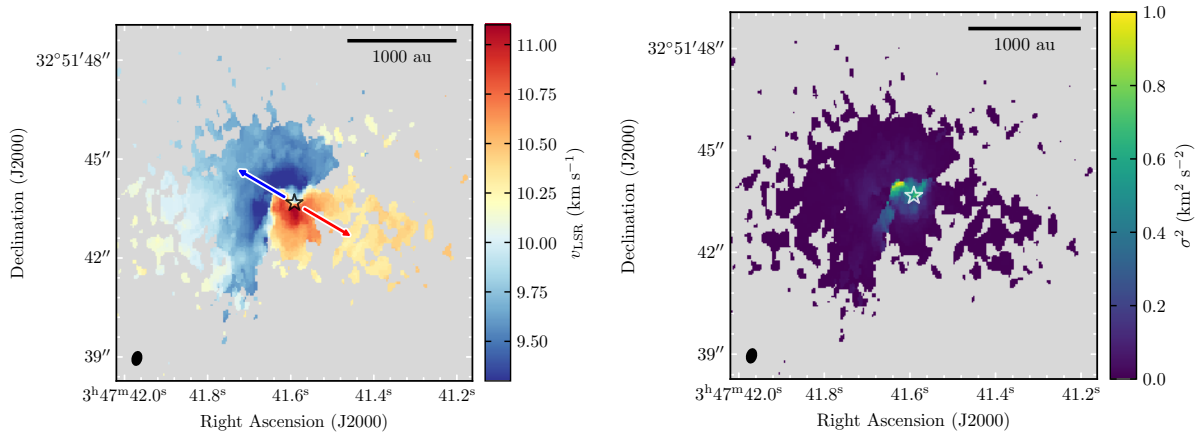 1000 au
32°51′48″
45″
42″
39″
Declination (J2000)
3ʰ47ᵐ42.0ˢ 41.8ˢ 41.6ˢ 41.4ˢ 41.2ˢ
Right Ascension (J2000)
11.00
10.75
10.50
10.25
10.00
9.75
9.50
v_LSR (km s⁻¹)
1000 au
32°51′48″
45″
42″
39″
Declination (J2000)
3ʰ47ᵐ42.0ˢ 41.8ˢ 41.6ˢ 41.4ˢ 41.2ˢ
Right Ascension (J2000)
1.0
0.8
0.6
0.4
0.2
0.0
σ² (km² s⁻²)